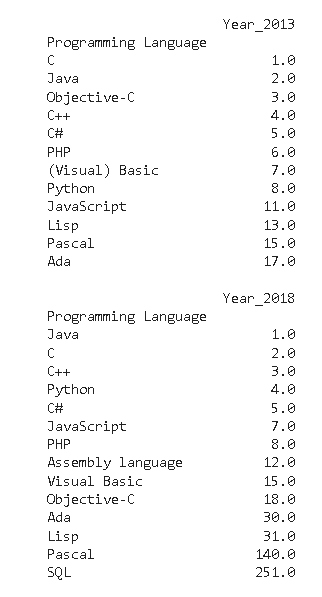 Year_2013
Programming Language
C 1.0
Java 2.0
Objective-C 3.0
C++ 4.0
C# 5.0
PHP 6.0
(Visual) Basic 7.0
Python 8.0
JavaScript 11.0
Lisp 13.0
Pascal 15.0
Ada 17.0
Year_2018
Programming Language
Java 1.0
C 2.0
C++ 3.0
Python 4.0
C# 5.0
JavaScript 7.0
PHP 8.0
Assembly language 12.0
Visual Basic 15.0
Objective-C 18.0
Ada 30.0
Lisp 31.0
Pascal 140.0
SQL 251.0